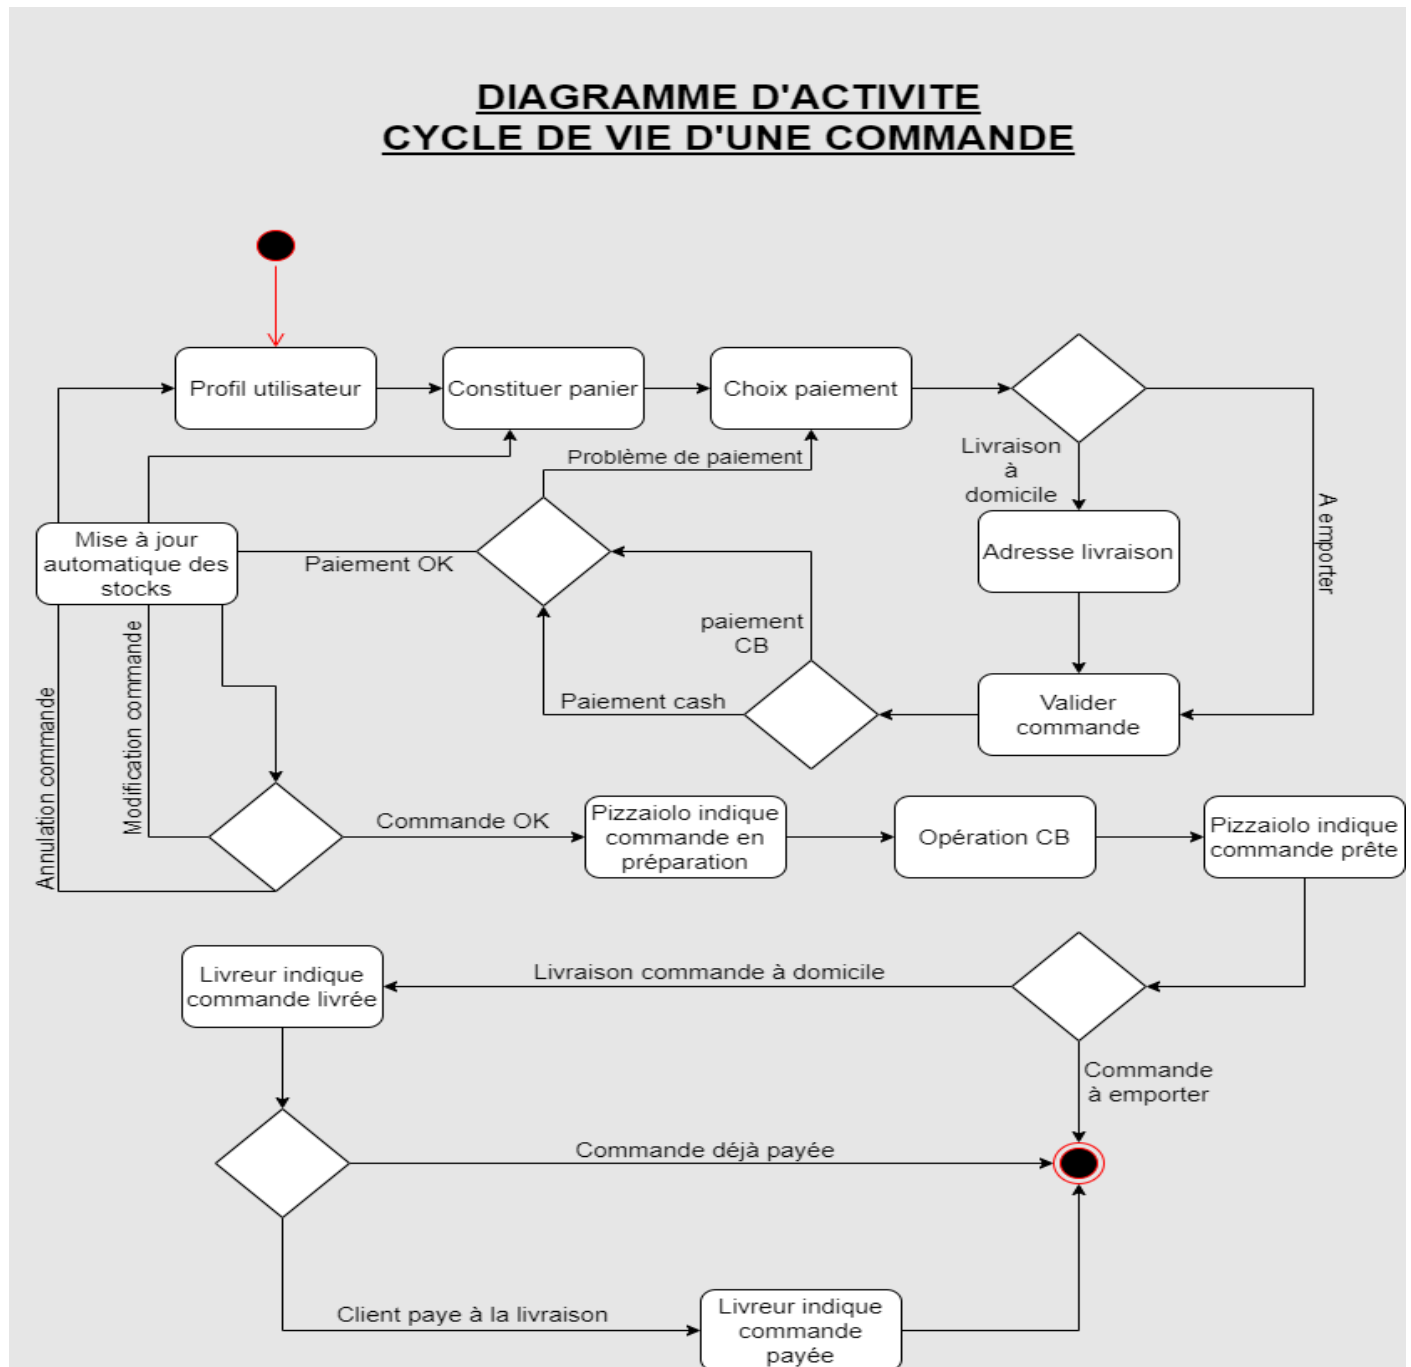 DIAGRAMME D'ACTIVITE
CYCLE DE VIE D'UNE COMMANDE
Profil utilisateur
Constituer panier
Choix paiement
Livraison
à
domicile
A emporter
Problème de paiement
Mise à jour
automatique des
stocks
Paiement OK
Adresse livraison
paiement
CB
Paiement cash
Valider
commande
Annulation commande
Modification commande
Commande OK
Pizzaiolo indique
commande en
préparation
Opération CB
Pizzaiolo indique
commande prête
Livreur indique
commande livrée
Livraison commande à domicile
Commande
à emporter
Commande déjà payée
Client paye à la livraison
Livreur indique
commande
payée